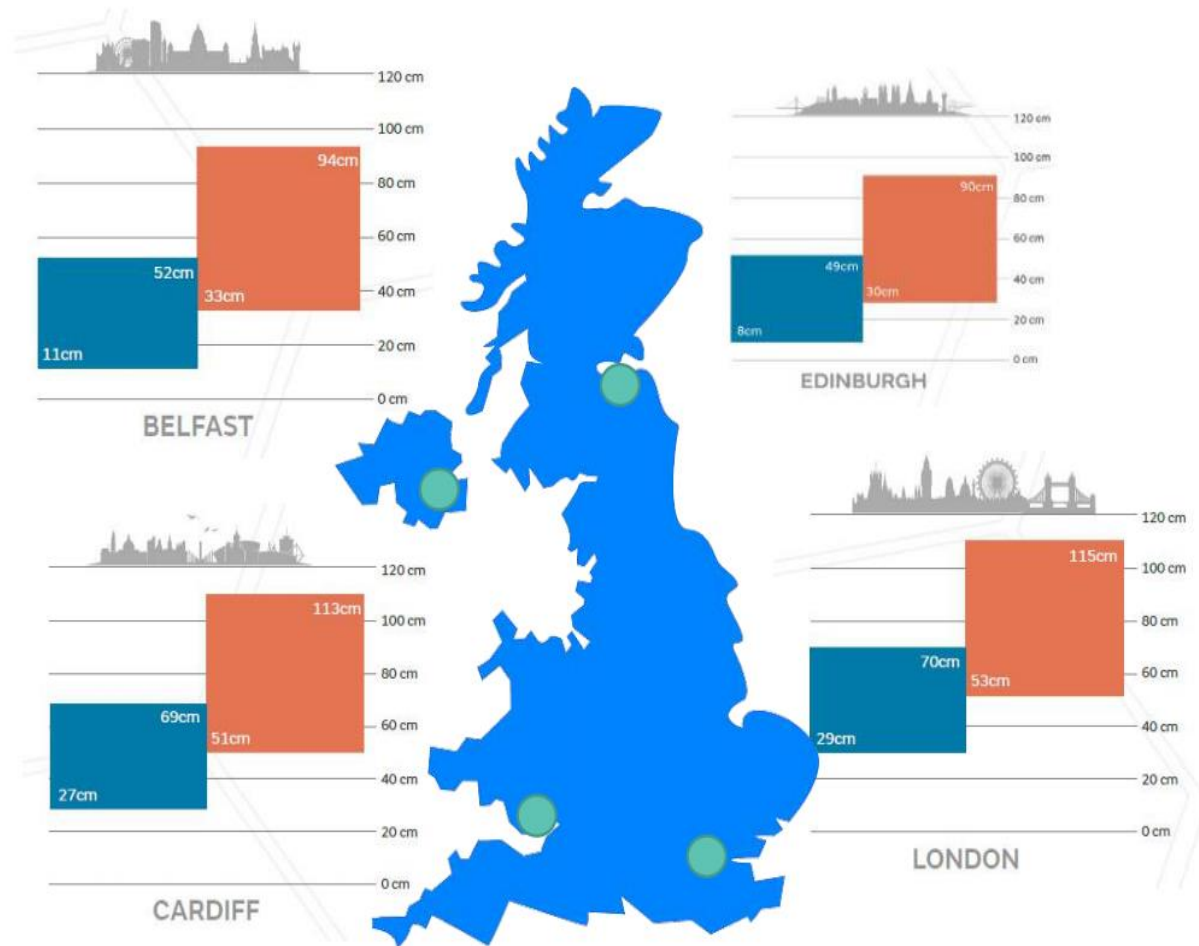 120 cm
100 cm
94cm
80 cm
60 cm
52cm
40 cm
33cm
20 cm
11cm
0 cm
BELFAST
120 cm
100 cm
90cm
80 cm
60 cm
49cm
40 cm
30cm
20 cm
8cm
0 cm
EDINBURGH
120 cm
113cm
100 cm
80 cm
69cm
60 cm
51cm
40 cm
27cm
20 cm
0 cm
CARDIFF
120 cm
115cm
100 cm
80 cm
70cm
60 cm
53cm
40 cm
29cm
20 cm
0 cm
LONDON